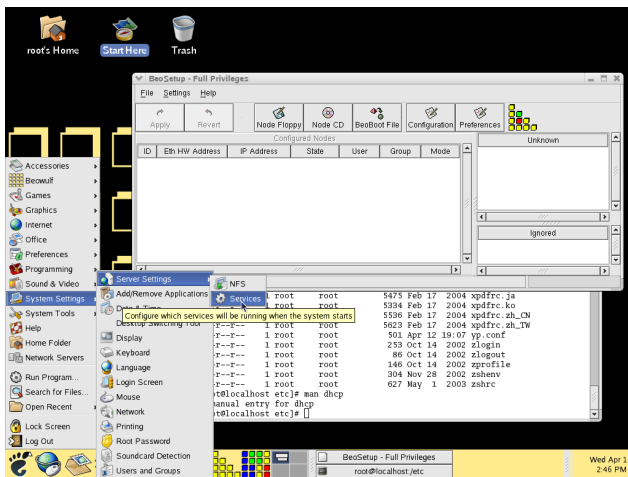 root's Home
Start Here
Trash
BeoSetup - Full Privileges
File Settings Help
Apply
Revert
Node Floppy
Node CD
BeoBoot File
Configuration
Preferences
Configured Nodes
ID Eth HW Address IP Address State User Group Mode
Unknown
Ignored
Accessories
Beowulf
Games
Graphics
Internet
Office
Preferences
Programming
Sound & Video
System Settings
System Tools
Help
Home Folder
Network Servers
Run Program...
Search for Files...
Open Recent
Lock Screen
Log Out
Server Settings
Add/Remove Applications
Desktop Switching Tool
Display
Keyboard
Language
Login Screen
Mouse
Network
Printing
Root Password
Soundcard Detection
Users and Groups
NFS
Services
Configure which services will be running when the system starts
1 root root 5475 Feb 17 2004 xpdfrc.ja
root root 5334 Feb 17 2004 xpdfrc.ko
root 5536 Feb 17 2004 xpdfrc.zh_CN
-r--r-- 1 root root 5623 Feb 17 2004 xpdfrc.zh_TW
-r--r-- 1 root root 501 Apr 12 19:07 yp.conf
-r--r-- 1 root root 253 Oct 14 2002 zlogin
-r--r-- 1 root root 86 Oct 14 2002 zlogout
-r--r-- 1 root root 146 Oct 14 2002 zprofile
-r--r-- 1 root root 304 Nov 28 2002 zshenv
-r--r-- 1 root root 627 May 1 2003 zshrc
ot@localhost etc]# man dhcp
manual entry for dhcp
ot@localhost etc]#
BeoSetup - Full Privileges
root@localhost:/etc
Wed Apr 1
2:46 PM